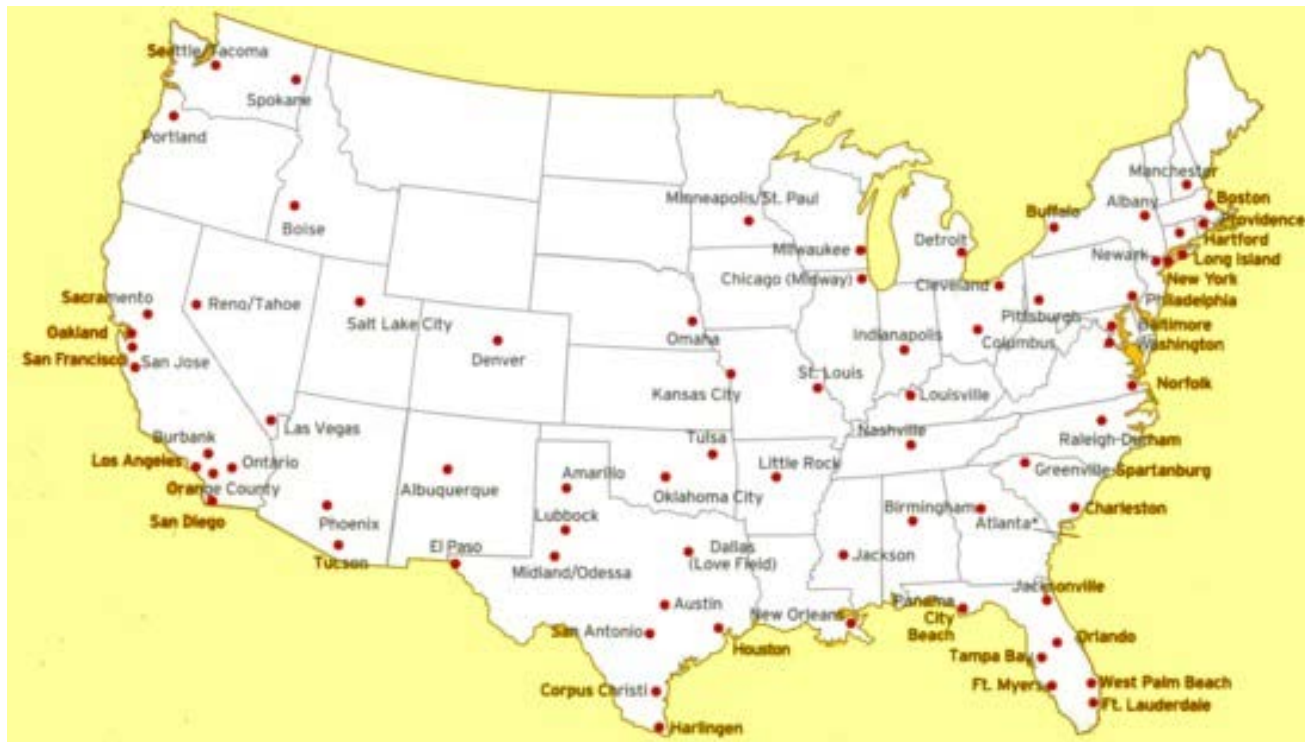 Seattle/Tacoma
Spokane
Portland
Boise
Minneapolis/St. Paul
Milwaukee
Chicago (Midway)
Detroit
Cleveland
Buffalo
Albany
Manchester
Boston
Providence
Hartford
Long Island
Newark
New York
Philadelphia
Pittsburgh
Baltimore
Washington
Sacramento
Oakland
San Francisco
San Jose
Reno/Tahoe
Salt Lake City
Denver
Omaha
Kansas City
St. Louis
Indianapolis
Columbus
Louisville
Norfolk
Las Vegas
Burbank
Los Angeles
Ontario
Orange County
San Diego
Phoenix
Tucson
Albuquerque
El Paso
Amarillo
Lubbock
Midland/Odessa
Tulsa
Oklahoma City
Little Rock
Nashville
Raleigh-Durham
Greenville-Spartanburg
Charleston
Birmingham
Atlanta*
Dallas
(Love Field)
Jackson
Austin
San Antonio
Houston
New Orleans
Panama
City
Beach
Jacksonville
Orlando
Tampa Bay
Ft. Myers
West Palm Beach
Ft. Lauderdale
Corpus Christi
Harlingen